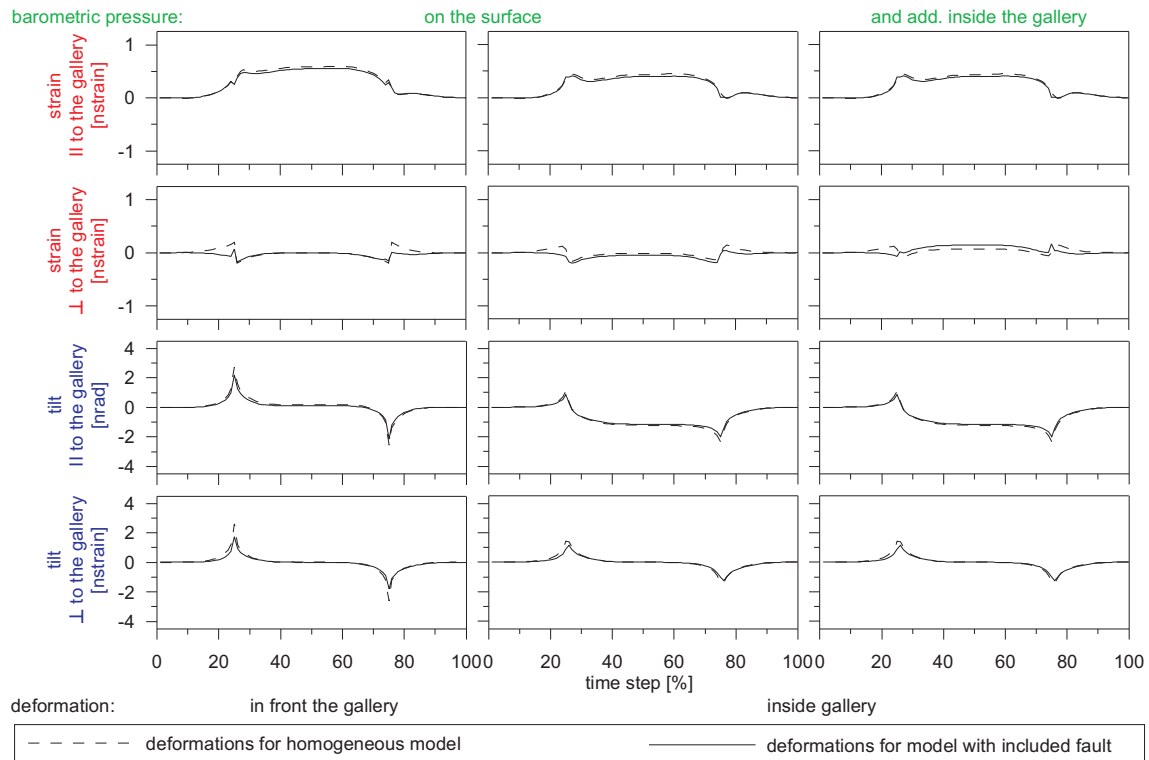 barometric pressure: on the surface and add. inside the gallery
strain
II to the gallery
[nstrain]
1
0
-1
strain
⊥ to the gallery
[nstrain]
1
0
-1
tilt
II to the gallery
[nrad]
4
2
0
-2
-4
tilt
⊥ to the gallery
[nstrain]
4
2
0
-2
-4
0 20 40 60 80 100 0 20 40 60 80 100 0 20 40 60 80 100
time step [%]
deformation: in front the gallery inside gallery
deformations for homogeneous model deformations for model with included fault